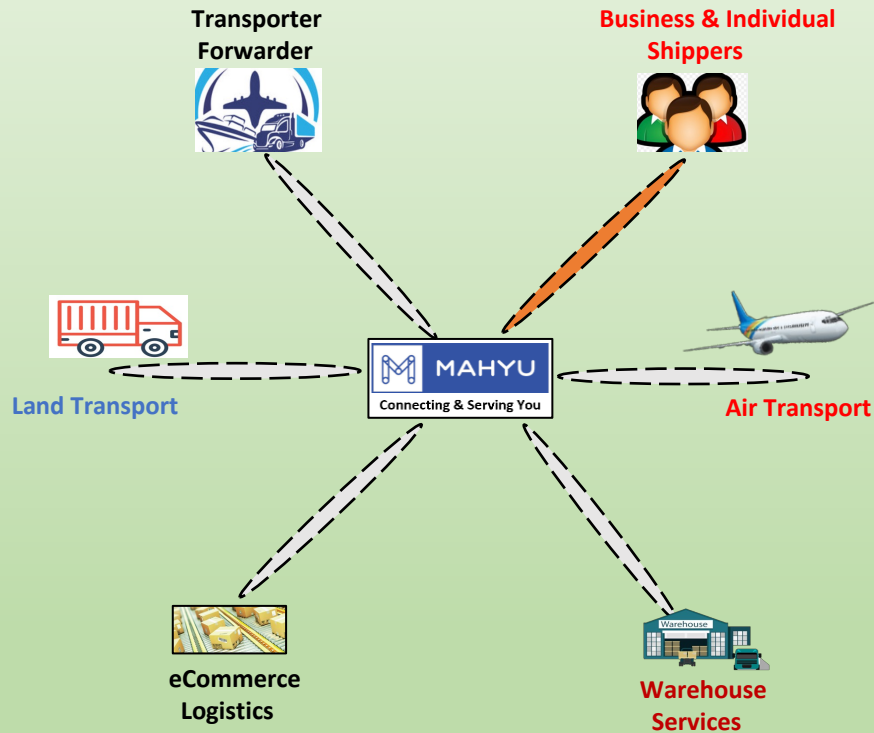 Transporter
Forwarder
Business & Individual
Shippers
MAHYU
Connecting & Serving You
Land Transport
Air Transport
Warehouse
eCommerce
Logistics
Warehouse
Services